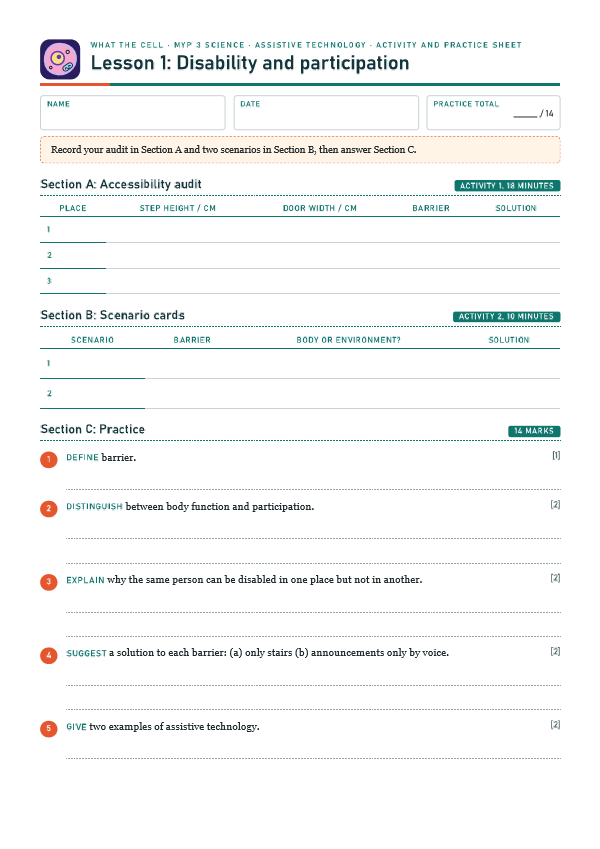 WHAT THE CELL · MYP 3 SCIENCE · ASSISTIVE TECHNOLOGY · ACTIVITY AND PRACTICE SHEET
Lesson 1: Disability and participation
NAME
DATE
PRACTICE TOTAL
_____ / 14
Record your audit in Section A and two scenarios in Section B, then answer Section C.
Section A: Accessibility audit
ACTIVITY 1, 18 MINUTES
PLACE STEP HEIGHT / CM DOOR WIDTH / CM BARRIER SOLUTION
1
2
3
Section B: Scenario cards
ACTIVITY 2, 10 MINUTES
SCENARIO BARRIER BODY OR ENVIRONMENT? SOLUTION
1
2
Section C: Practice
14 MARKS
1 DEFINE barrier. [1]
2 DISTINGUISH between body function and participation. [2]
3 EXPLAIN why the same person can be disabled in one place but not in another. [2]
4 SUGGEST a solution to each barrier: (a) only stairs (b) announcements only by voice. [2]
5 GIVE two examples of assistive technology. [2]